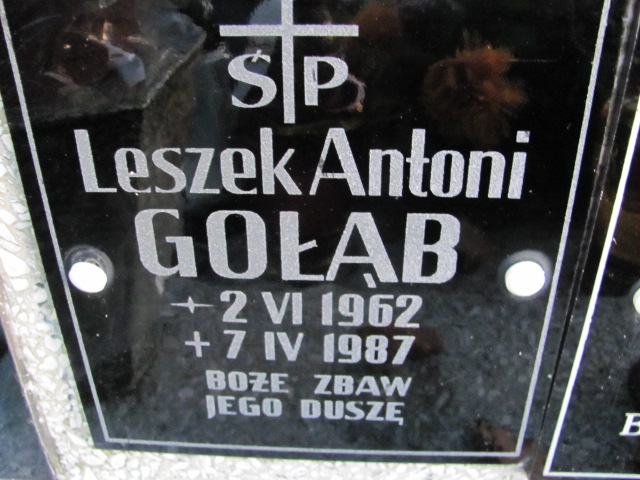 ŚP
Leszek Antoni
GOŁĄB
2 VI 1962
+ 7 IV 1987
BOŻE ZBAW
JEGO DUSZĘ
B